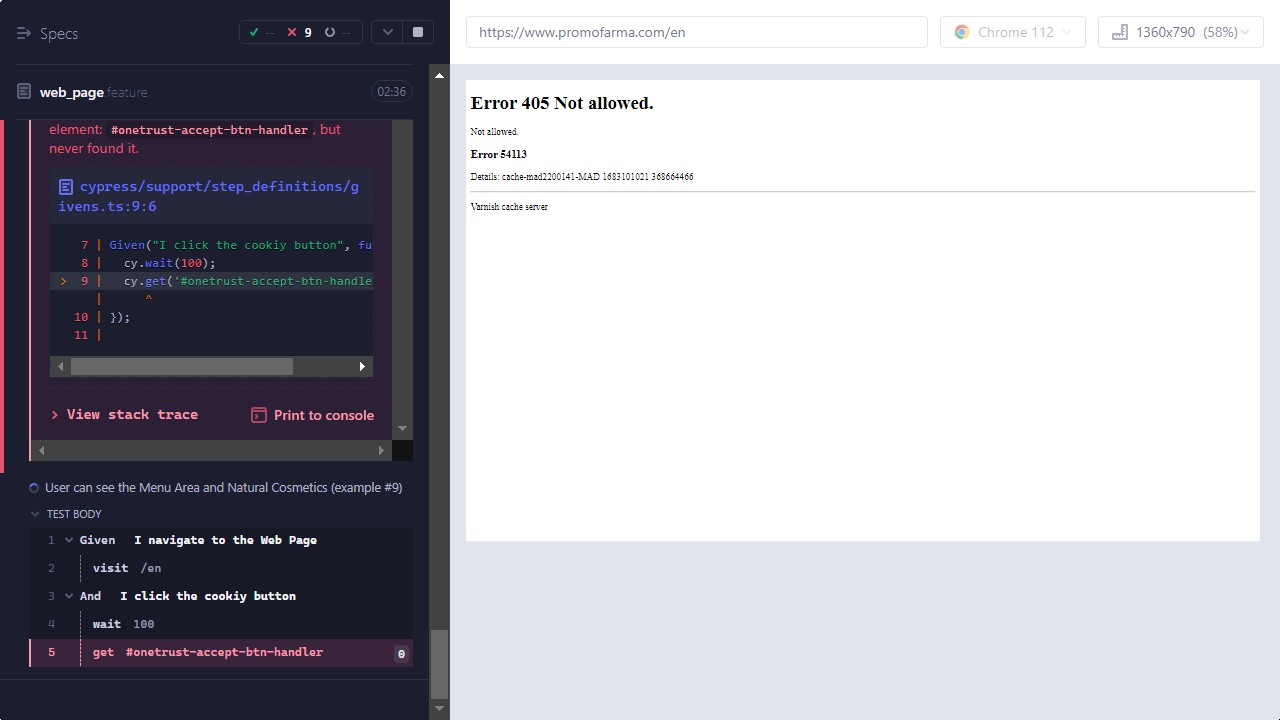 Specs
-- 9 --
web_page.feature
02:36
element: #onetrust-accept-btn-handler , but
never found it.
cypress/support/step_definitions/g
ivens.ts:9:6
7 | Given("I click the cookiy button", fu
8 | cy.wait(100);
> 9 | cy.get('#onetrust-accept-btn-handle
| ^
10 | });
11 |
> View stack trace
Print to console
User can see the Menu Area and Natural Cosmetics (example #9)
TEST BODY
1 Given I navigate to the Web Page
2 visit /en
3 And I click the cookiy button
4 wait 100
5 get #onetrust-accept-btn-handler 0
https://www.promofarma.com/en
Chrome 112
1360x790 (58%)
Error 405 Not allowed.
Not allowed.
Error 54113
Details: cache-mad2200141-MAD 1683101021 368664466
Varnish cache server